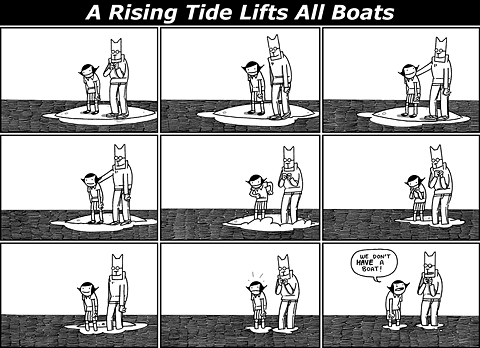 A Rising Tide Lifts All Boats
WE DON'T
HAVE A
BOAT!